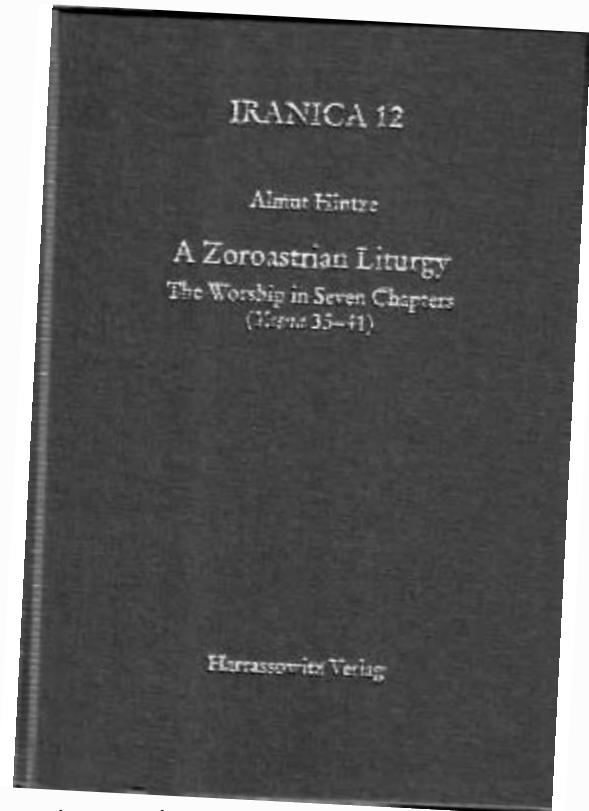 IRANICA 12
Almut Hintze
A Zoroastrian Liturgy
The Worship in Seven Chapters
(Yasna 35–41)
Harrassowitz Verlag